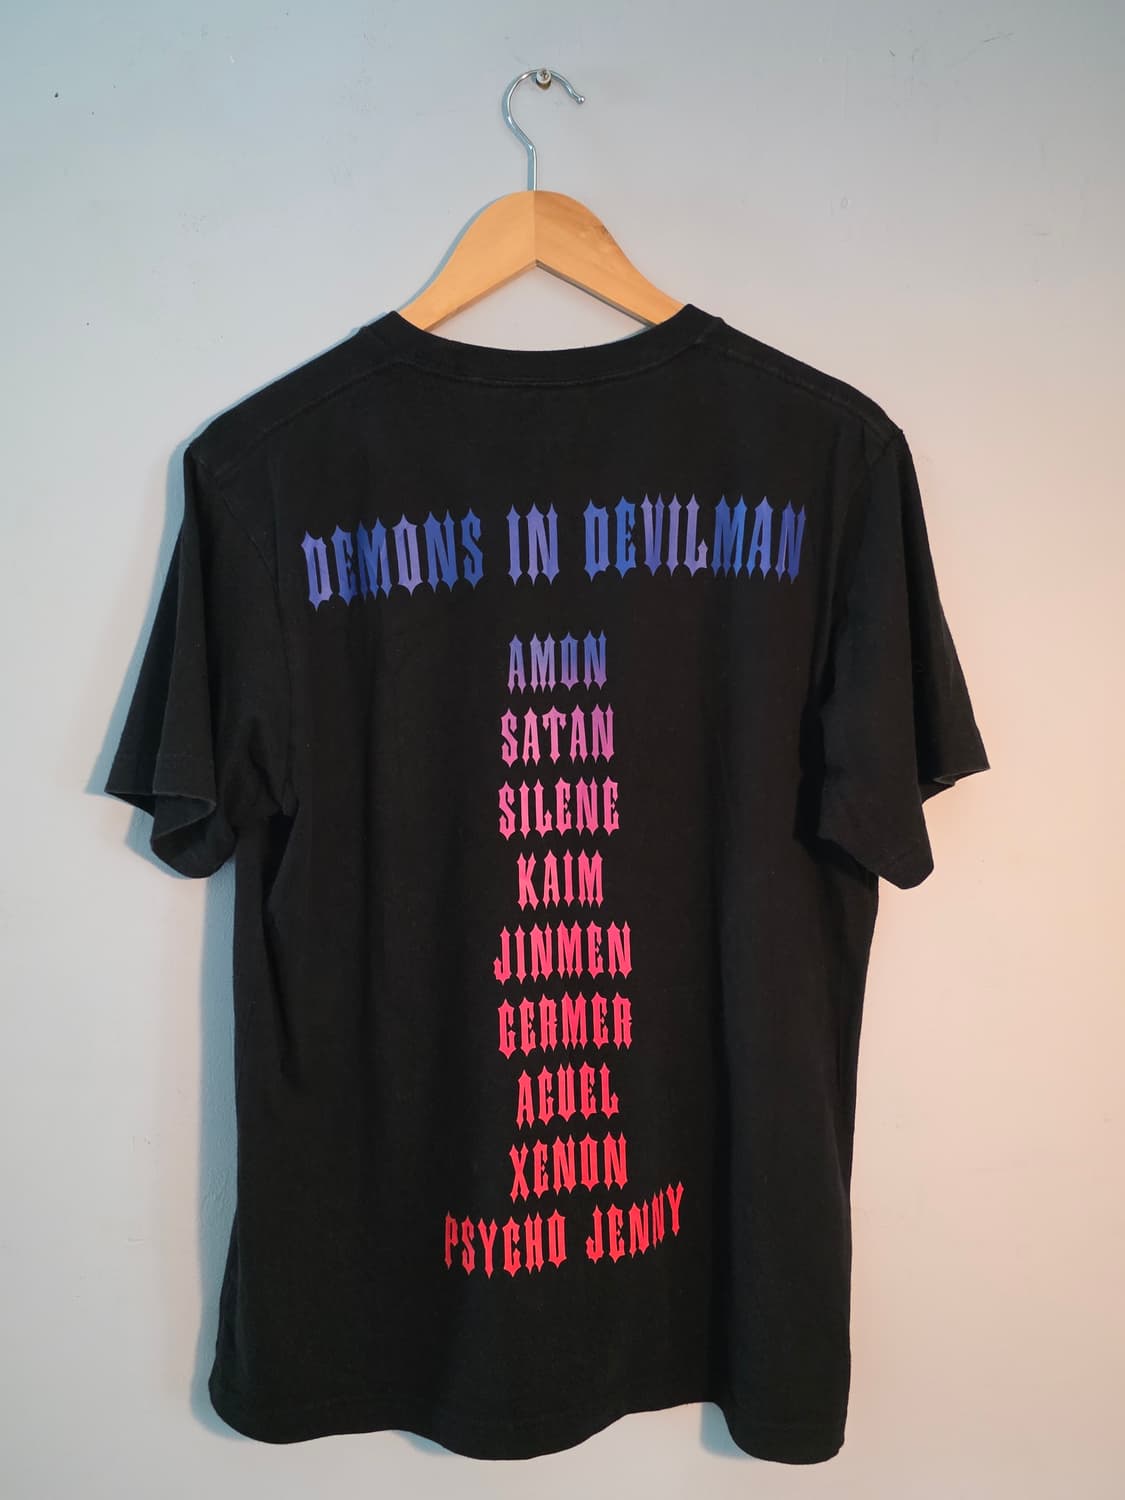 DEMONS IN DEVILMAN
AMON
SATAN
SILENE
KAIM
JINMEN
GERMER
AGUEL
XENON
PSYCHO JENNY